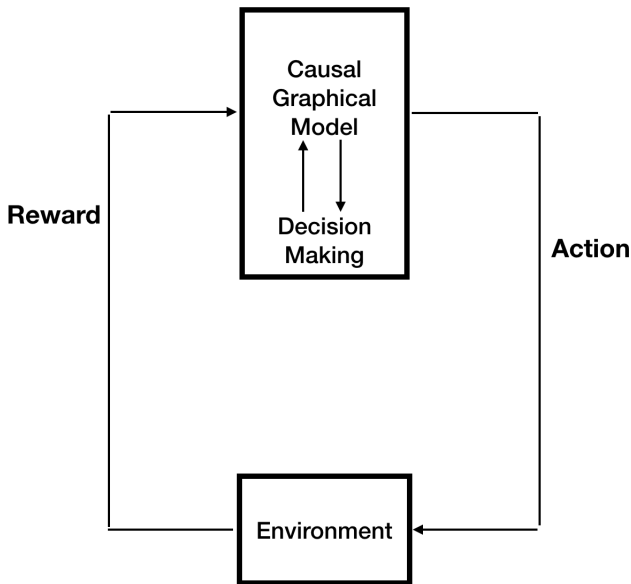 Causal
Graphical
Model
Decision
Making
Reward
Action
Environment